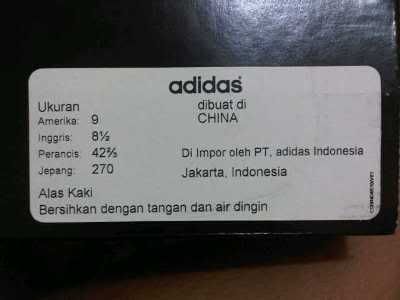 adidas
Ukuran
dibuat di
Amerika: 9
CHINA
Inggris: 8½
Perancis: 42⅔
Di Impor oleh PT, adidas Indonesia
Jepang: 270
Jakarta, Indonesia
Alas Kaki
Bersihkan dengan tangan dan air dingin